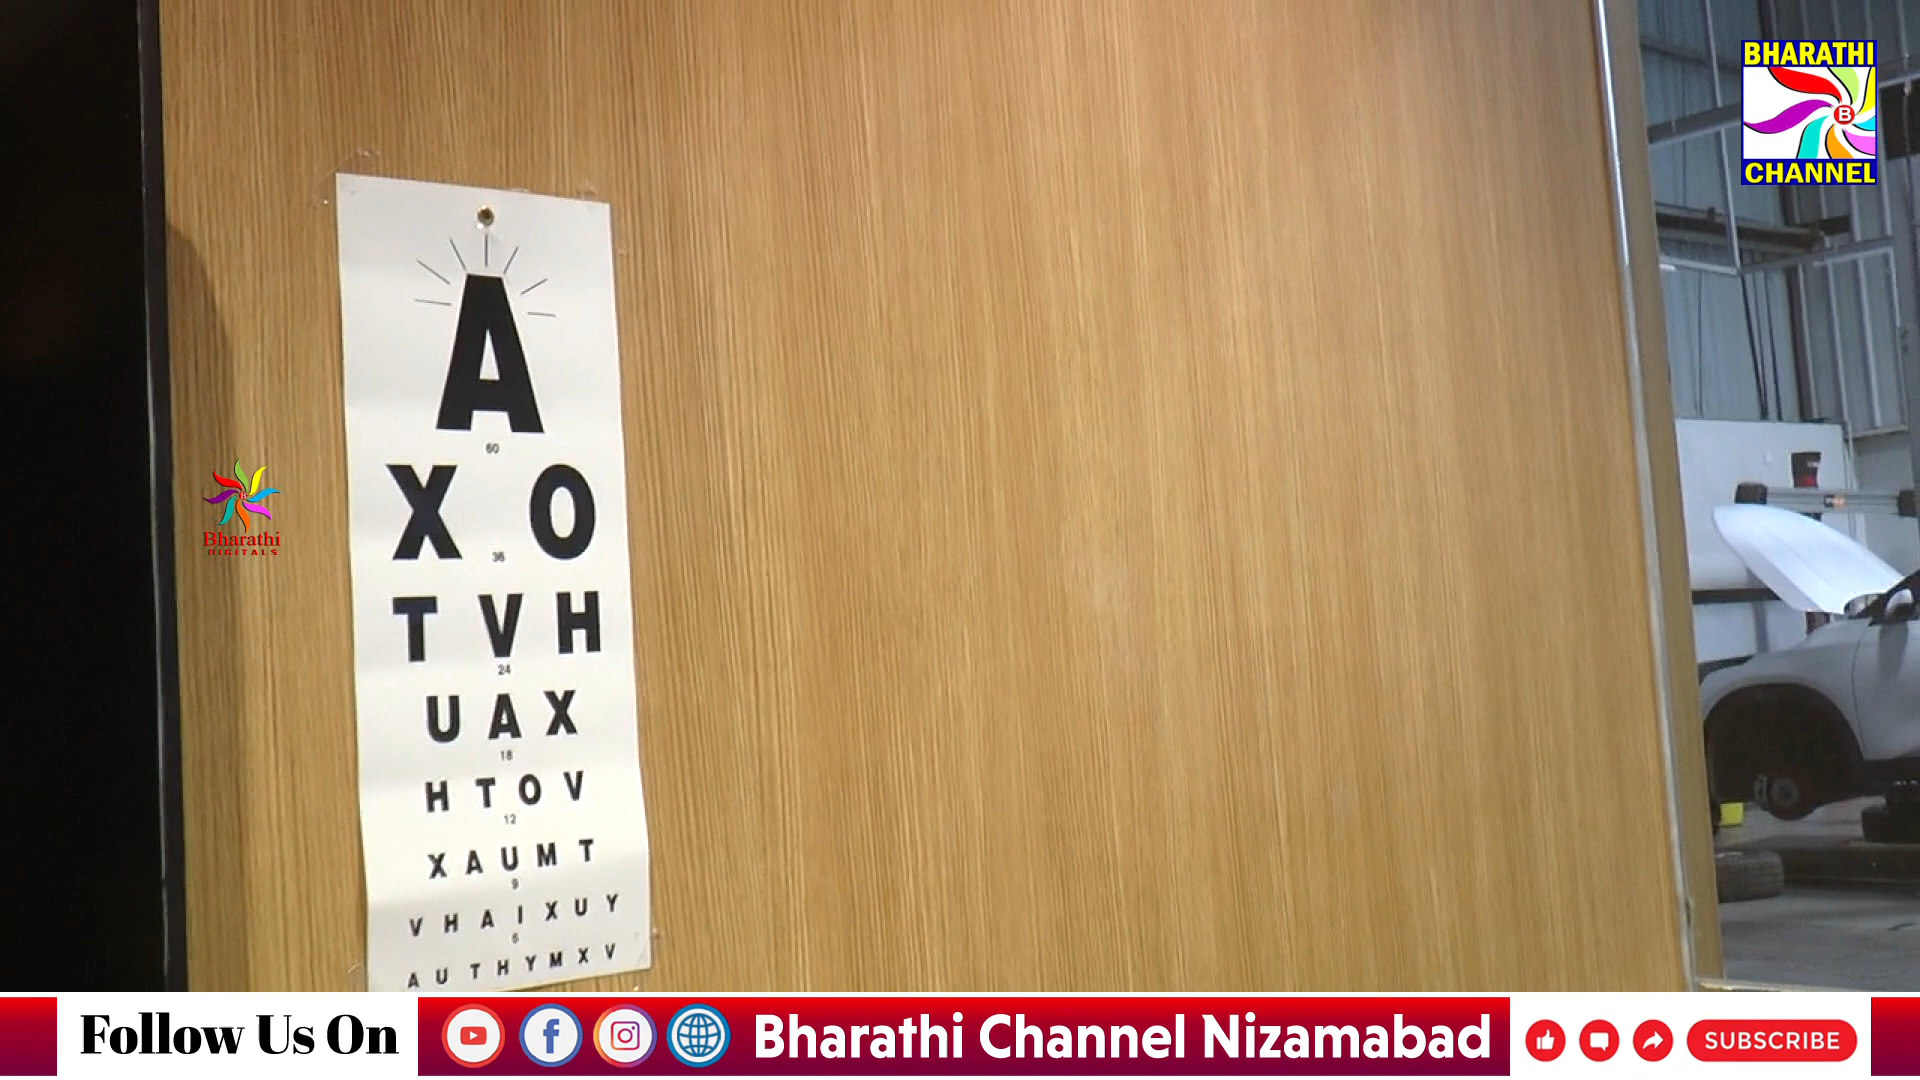 BHARATHI
B
CHANNEL
A
60
X O
36
T V H
24
U A X
18
H T O V
12
X A U M T
9
V H A I X U Y
6
A U T H Y M X V
B
Bharathi
DIGITALS
Follow Us On
Bharathi Channel Nizamabad
SUBSCRIBE